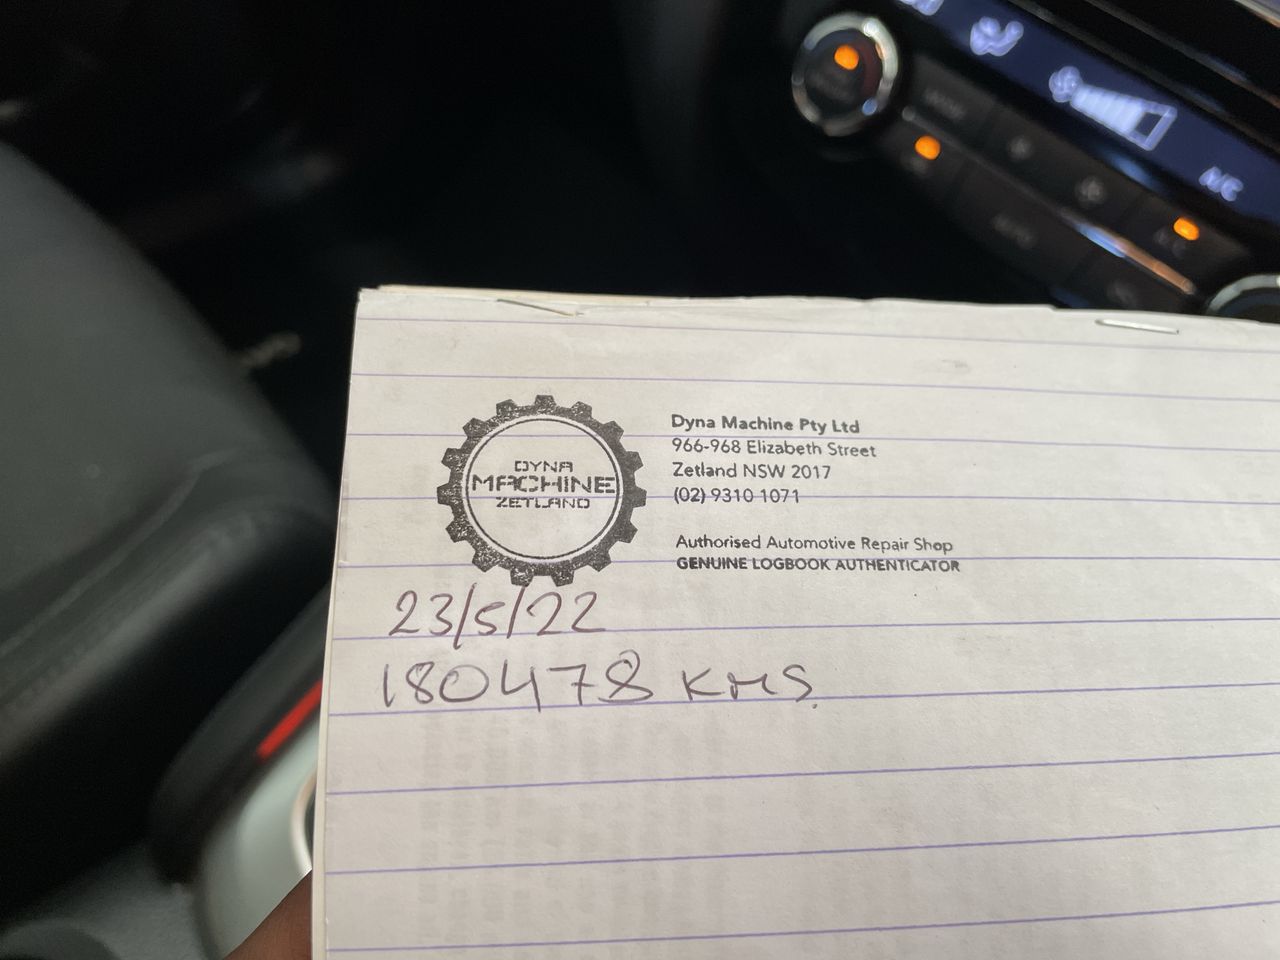 A/C
DYNA
MACHINE
ZETLAND
Dyna Machine Pty Ltd
966-968 Elizabeth Street
Zetland NSW 2017
(02) 9310 1071
Authorised Automotive Repair Shop
GENUINE LOGBOOK AUTHENTICATOR
23/5/22
180478 KMS.